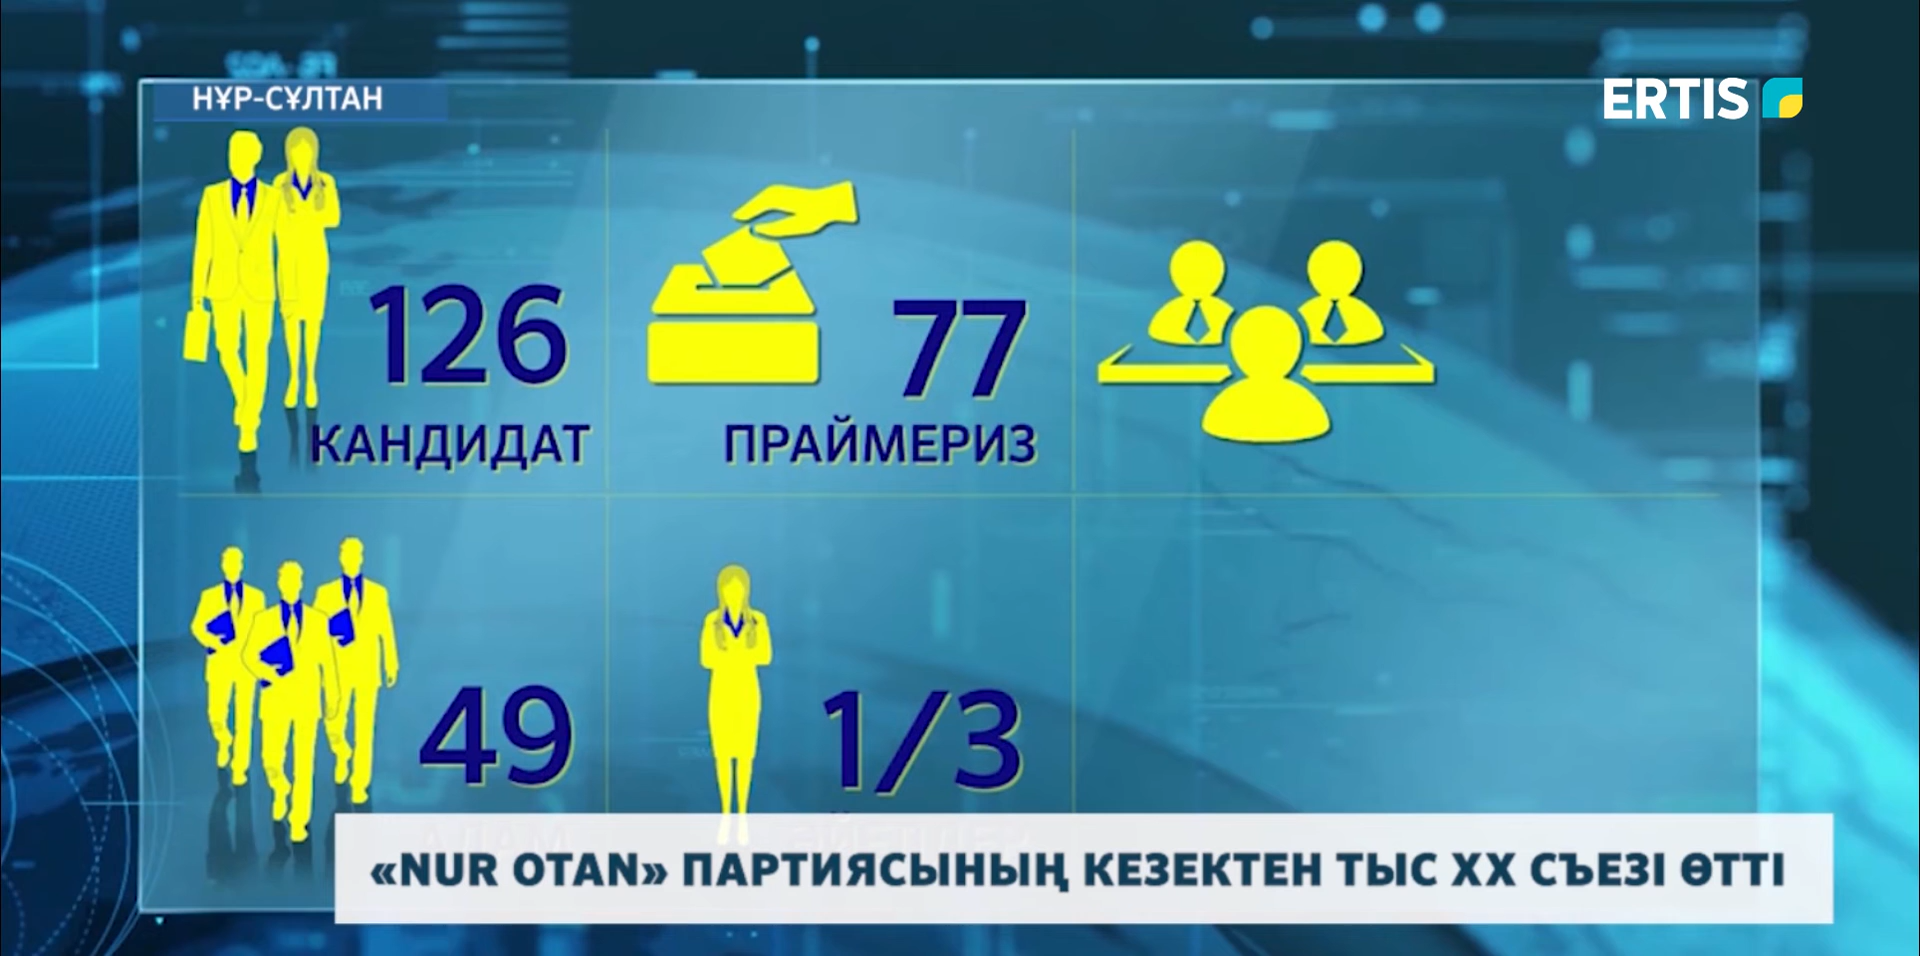 НҰР-СҰЛТАН
ERTIS
126
КАНДИДАТ
77
ПРАЙМЕРИЗ
49
1/3
«NUR OTAN» ПАРТИЯСЫНЫҢ КЕЗЕКТЕН ТЫС XX СЪЕЗІ ӨТТІ